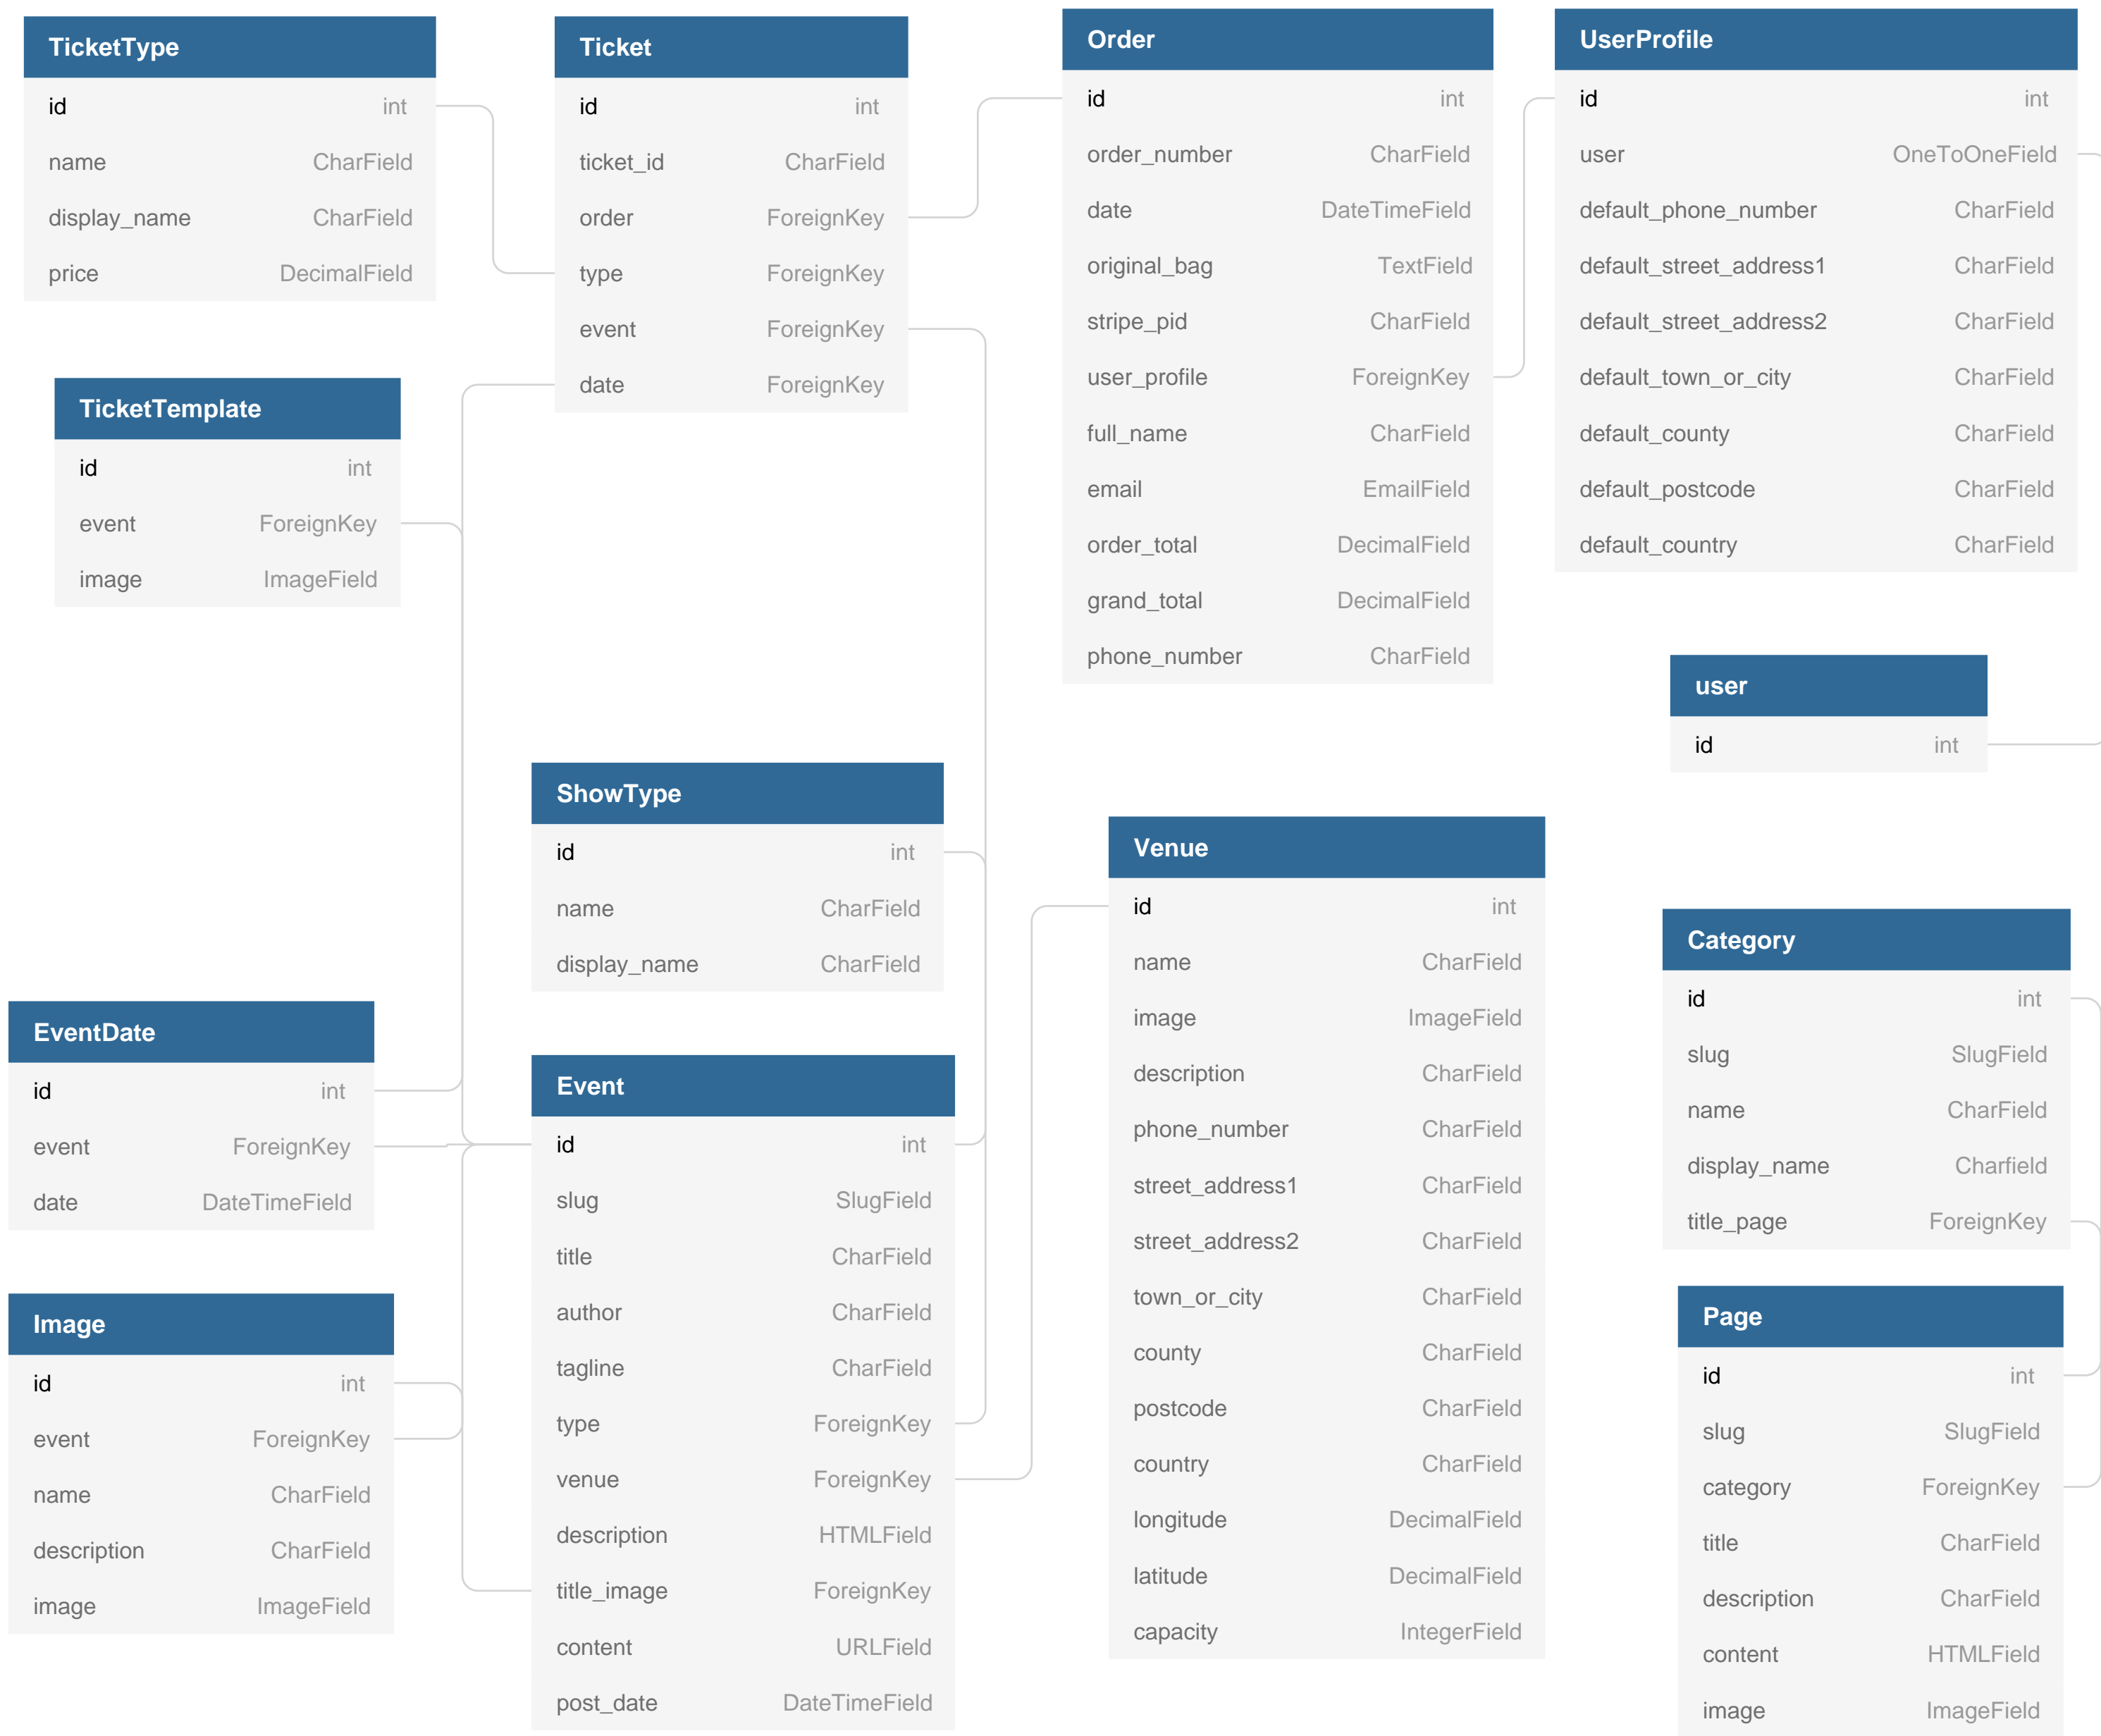 TicketType
id int
name CharField
display_name CharField
price DecimalField
Ticket
id int
ticket_id CharField
order ForeignKey
type ForeignKey
event ForeignKey
date ForeignKey
Order
id int
order_number CharField
date DateTimeField
original_bag TextField
stripe_pid CharField
user_profile ForeignKey
full_name CharField
email EmailField
order_total DecimalField
grand_total DecimalField
phone_number CharField
UserProfile
id int
user OneToOneField
default_phone_number CharField
default_street_address1 CharField
default_street_address2 CharField
default_town_or_city CharField
default_county CharField
default_postcode CharField
default_country CharField
TicketTemplate
id int
event ForeignKey
image ImageField
user
id int
ShowType
id int
name CharField
display_name CharField
Venue
id int
name CharField
image ImageField
description CharField
phone_number CharField
street_address1 CharField
street_address2 CharField
town_or_city CharField
county CharField
postcode CharField
country CharField
longitude DecimalField
latitude DecimalField
capacity IntegerField
Category
id int
slug SlugField
name CharField
display_name Charfield
title_page ForeignKey
EventDate
id int
event ForeignKey
date DateTimeField
Event
id int
slug SlugField
title CharField
author CharField
tagline CharField
type ForeignKey
venue ForeignKey
description HTMLField
title_image ForeignKey
content URLField
post_date DateTimeField
Image
id int
event ForeignKey
name CharField
description CharField
image ImageField
Page
id int
slug SlugField
category ForeignKey
title CharField
description CharField
content HTMLField
image ImageField